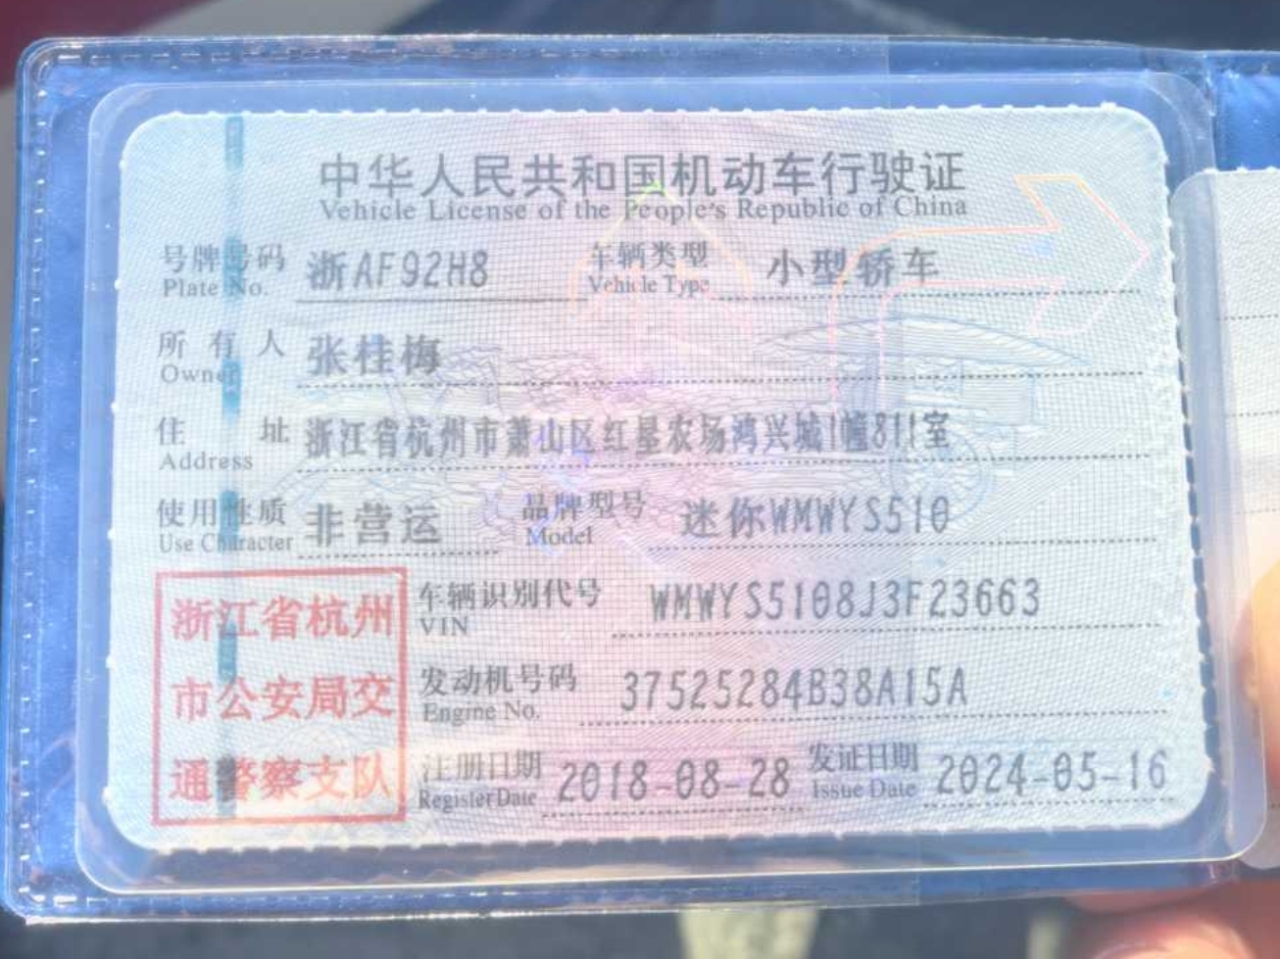 中华人民共和国机动车行驶证
Vehicle License of the People's Republic of China
号牌号码 浙AF92H8 车辆类型 小型轿车
Plate No. Vehicle Type
所有人 张桂梅
Owner
住址 浙江省杭州市萧山区红垦农场鸿兴城1幢811室
Address
使用性质 非营运 品牌型号 迷你WMWYS510
Use Character Model
浙江省杭州
市公安局交
通警察支队
车辆识别代号 WMWYS5108J3F23663
VIN
发动机号码 37525284B38A15A
Engine No.
注册日期 2018-08-28 发证日期 2024-05-16
Register Date Issue Date